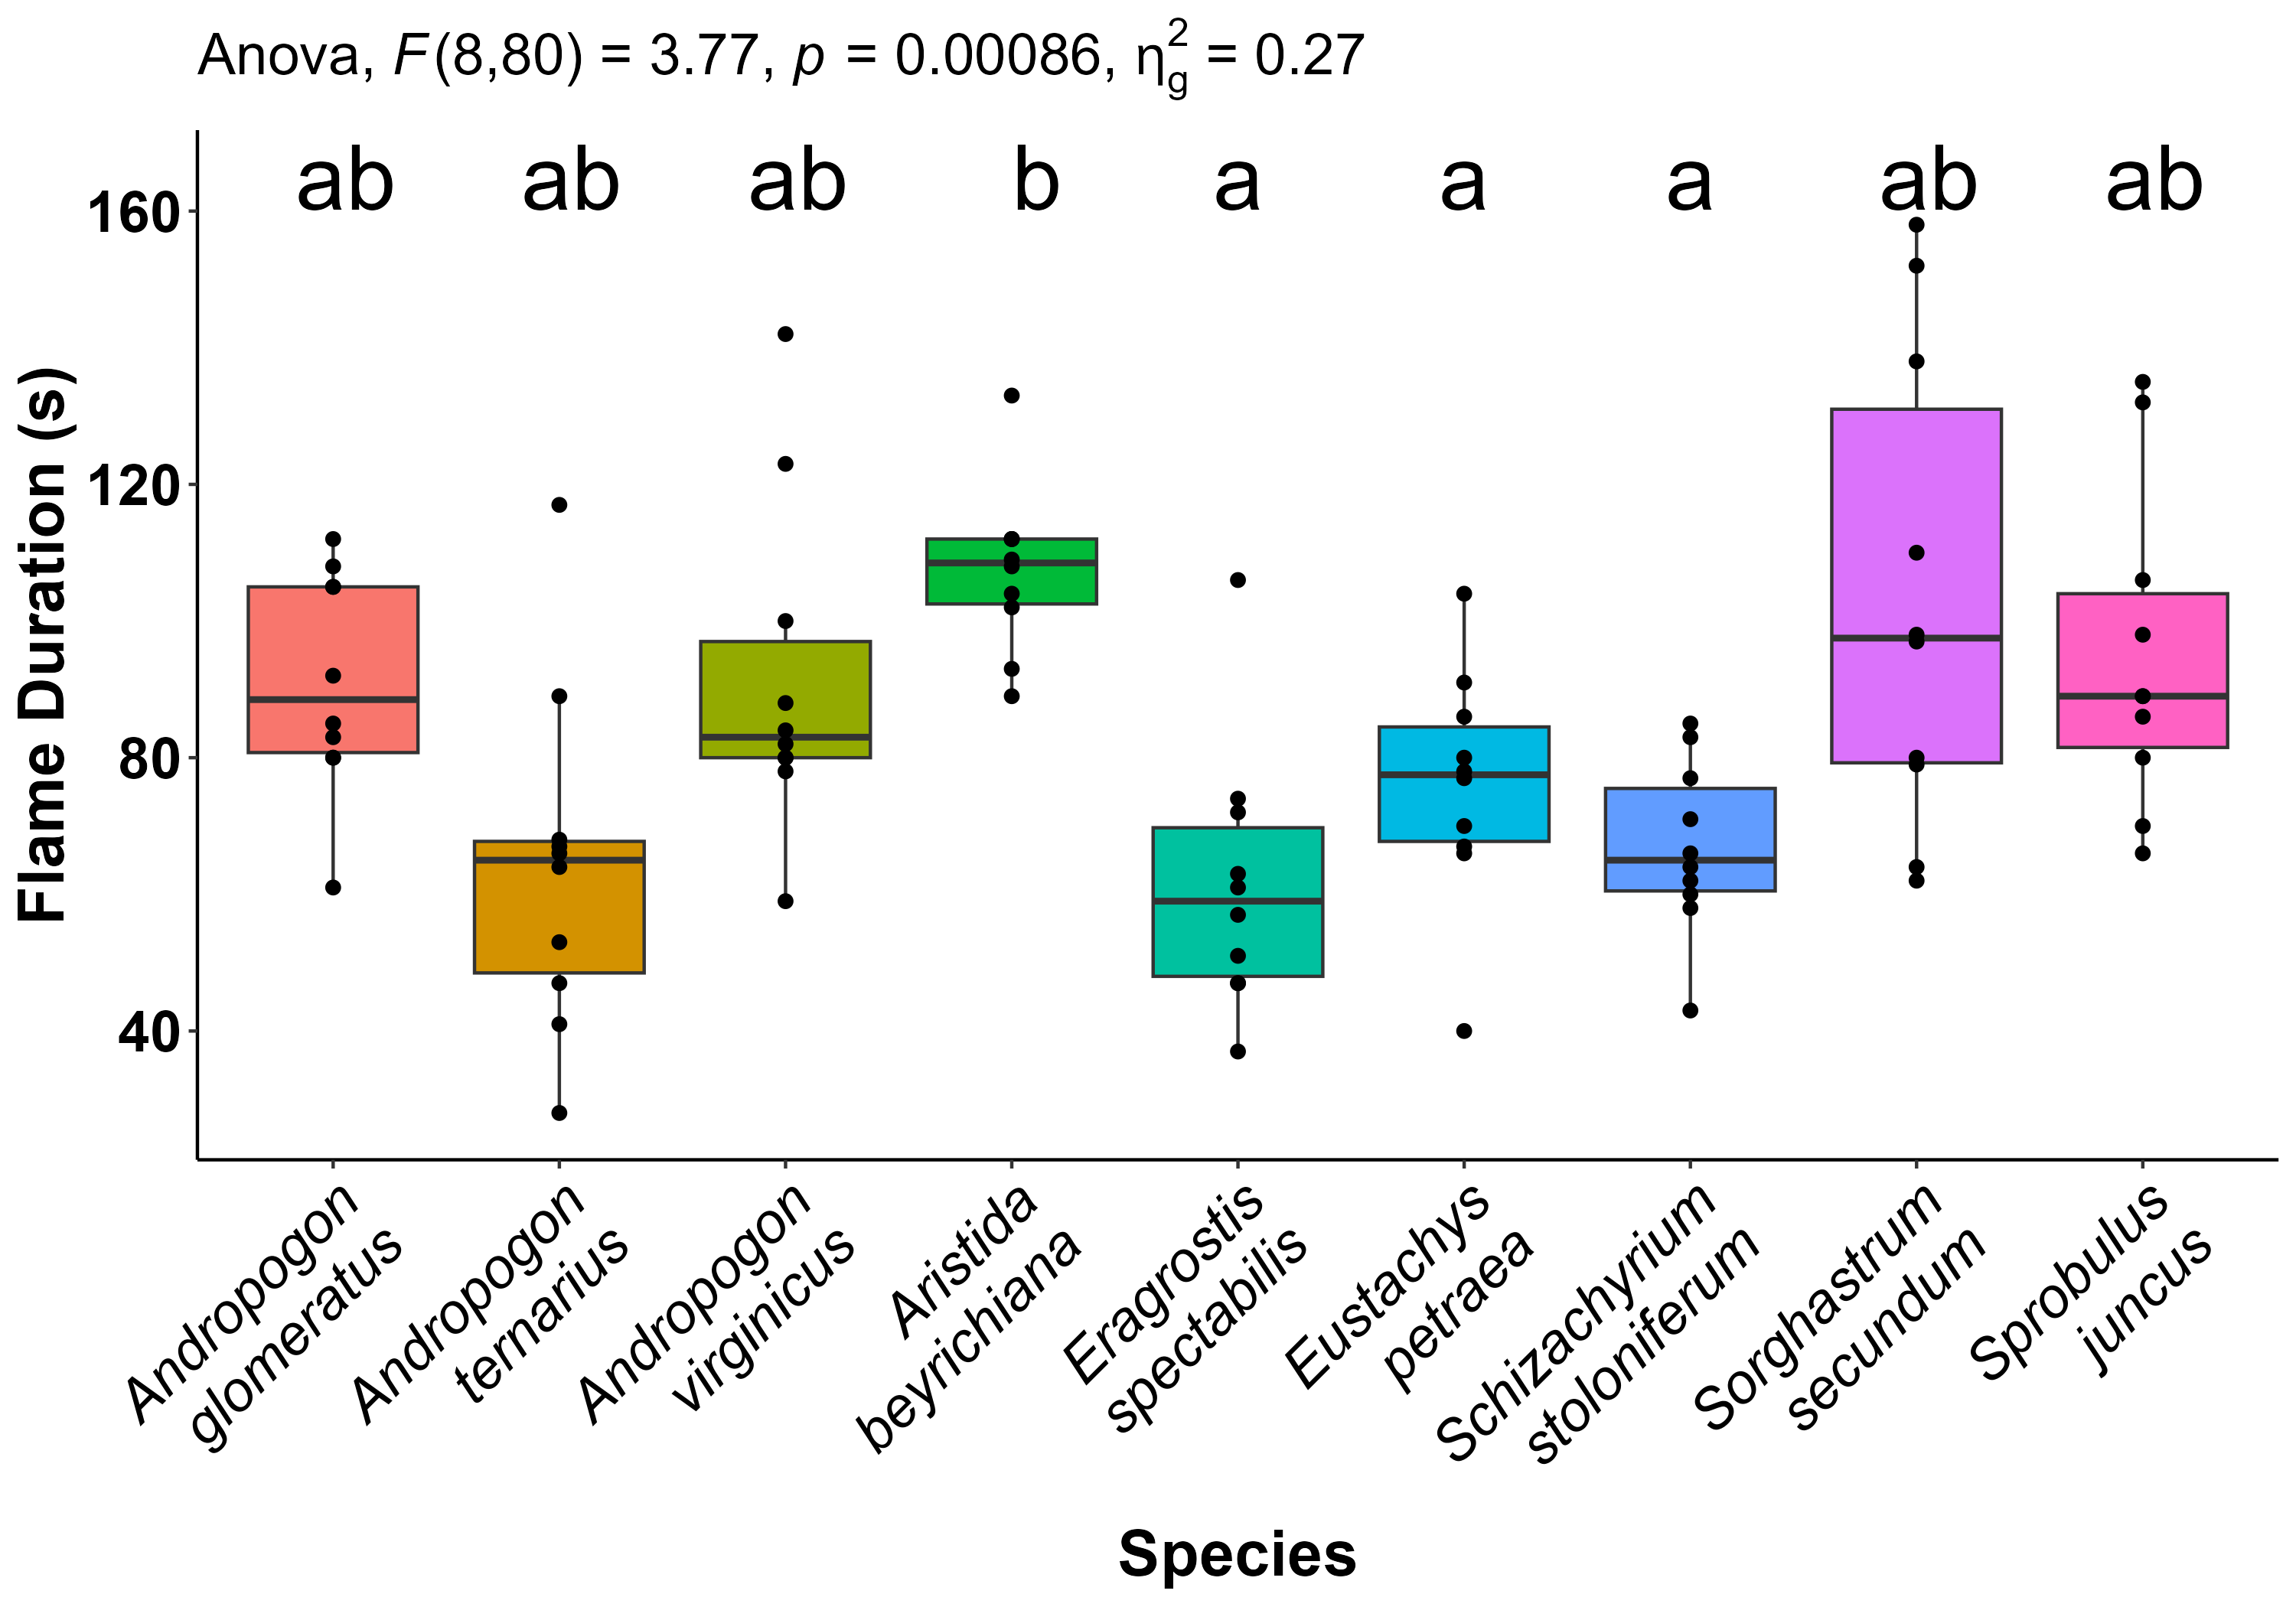 Anova, F(8,80) = 3.77, p = 0.00086, η²g = 0.27
ab ab ab b a a a ab ab
160
120
80
40
Flame Duration (s)
Andropogon
glomeratus
Andropogon
ternarius
Andropogon
virginicus
Aristida
beyrichiana
Eragrostis
spectabilis
Eustachys
petraea
Schizachyrium
stoloniferum
Sorghastrum
secundum
Sprobulus
juncus
Species